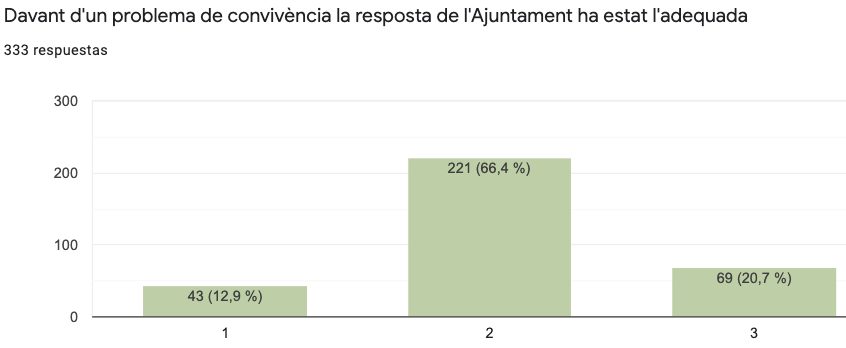 Davant d'un problema de convivència la resposta de l'Ajuntament ha estat l'adequada
333 respuestas
300
200
100
0
43 (12,9 %)
221 (66,4 %)
69 (20,7 %)
1
2
3